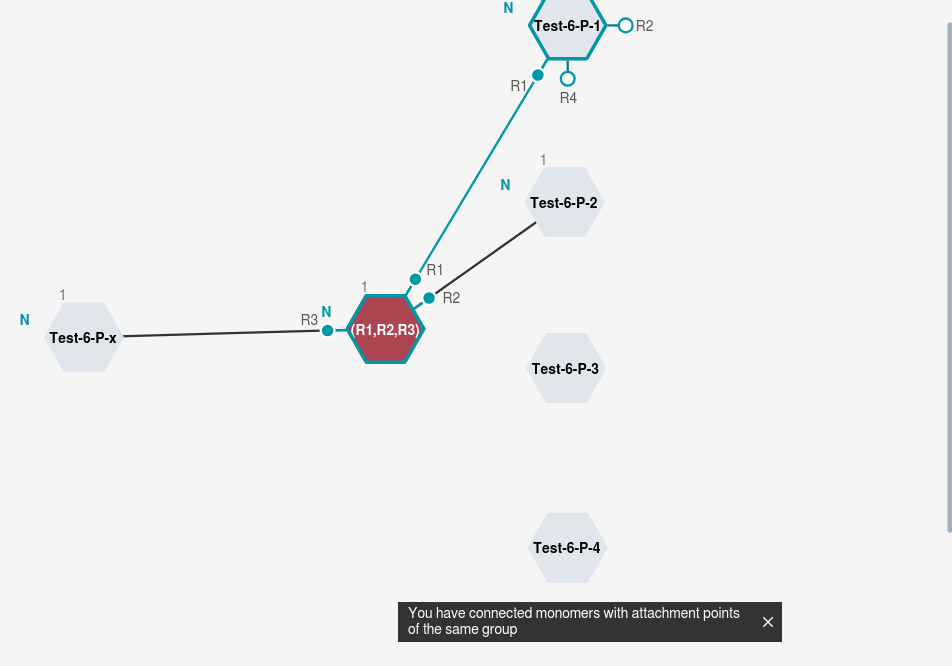 N
Test-6-P-1
R2
R1
R4
1
N
Test-6-P-2
R1
1
R2
1
N
R3
N
(R1,R2,R3)
Test-6-P-x
Test-6-P-3
Test-6-P-4
You have connected monomers with attachment points
of the same group